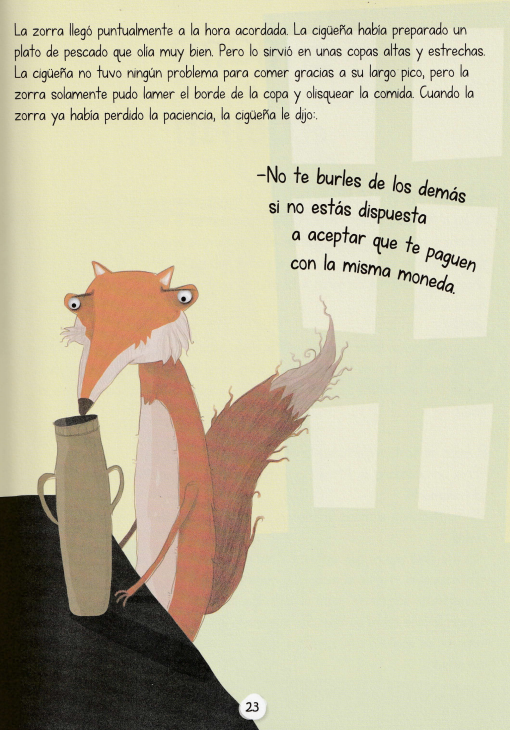 La zorra llegó puntualmente a la hora acordada. La cigüeña había preparado un
plato de pescado que olía muy bien. Pero lo sirvió en unas copas altas y estrechas.
La cigüeña no tuvo ningún problema para comer gracias a su largo pico, pero la
zorra solamente pudo lamer el borde de la copa y olisquear la comida. Cuando la
zorra ya había perdido la paciencia, la cigüeña le dijo:.
–No te burles de los demás
si no estás dispuesta
a aceptar que te paguen
con la misma moneda.
23